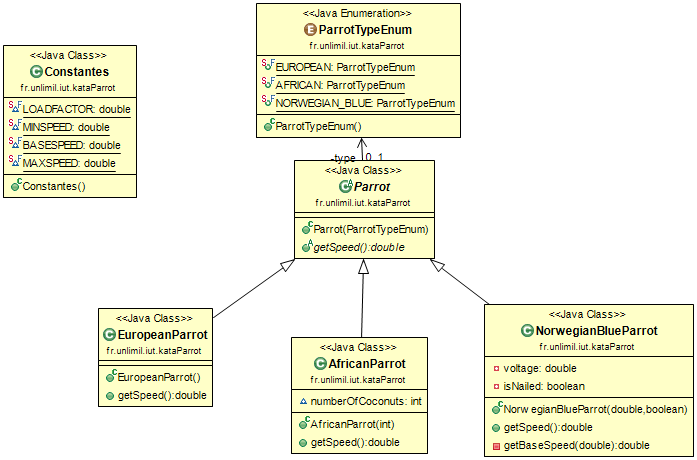 <<Java Enumeration>>
ParrotTypeEnum
fr.unlimil.iut.kataParrot
EUROPEAN: ParrotTypeEnum
AFRICAN: ParrotTypeEnum
NORWEGIAN_BLUE: ParrotTypeEnum
ParrotTypeEnum()
<<Java Class>>
Constantes
fr.unlimil.iut.kataParrot
LOADFACTOR: double
MINSPEED: double
BASESPEED: double
MAXSPEED: double
Constantes()
-type 0..1
<<Java Class>>
Parrot
fr.unlimil.iut.kataParrot
Parrot(ParrotTypeEnum)
getSpeed():double
<<Java Class>>
EuropeanParrot
fr.unlimil.iut.kataParrot
EuropeanParrot()
getSpeed():double
<<Java Class>>
AfricanParrot
fr.unlimil.iut.kataParrot
numberOfCoconuts: int
AfricanParrot(int)
getSpeed():double
<<Java Class>>
NorwegianBlueParrot
fr.unlimil.iut.kataParrot
voltage: double
isNailed: boolean
NorwegianBlueParrot(double,boolean)
getSpeed():double
getBaseSpeed(double):double